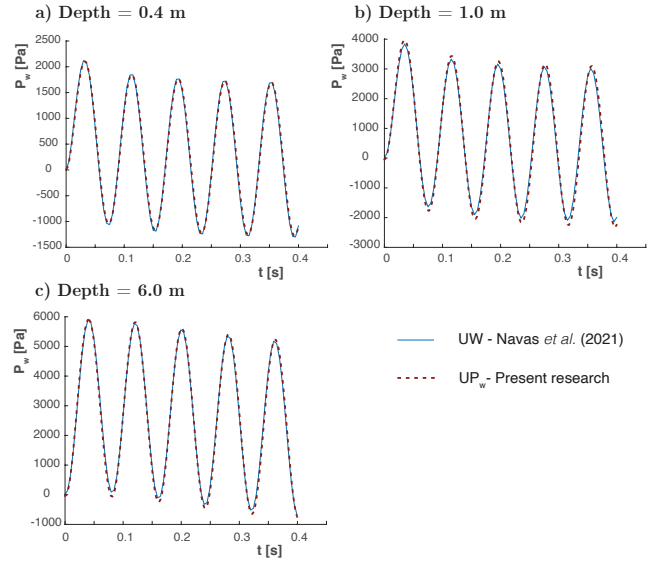 a) Depth = 0.4 m
P_w [Pa]
2500
2000
1500
1000
500
0
-500
-1000
-1500
0 0.1 0.2 0.3 0.4
t [s]
b) Depth = 1.0 m
P_w [Pa]
4000
3000
2000
1000
0
-1000
-2000
-3000
0 0.1 0.2 0.3 0.4
t [s]
c) Depth = 6.0 m
P_w [Pa]
6000
5000
4000
3000
2000
1000
0
-1000
0 0.1 0.2 0.3 0.4
t [s]
UW - Navas et al. (2021)
UP_w- Present research